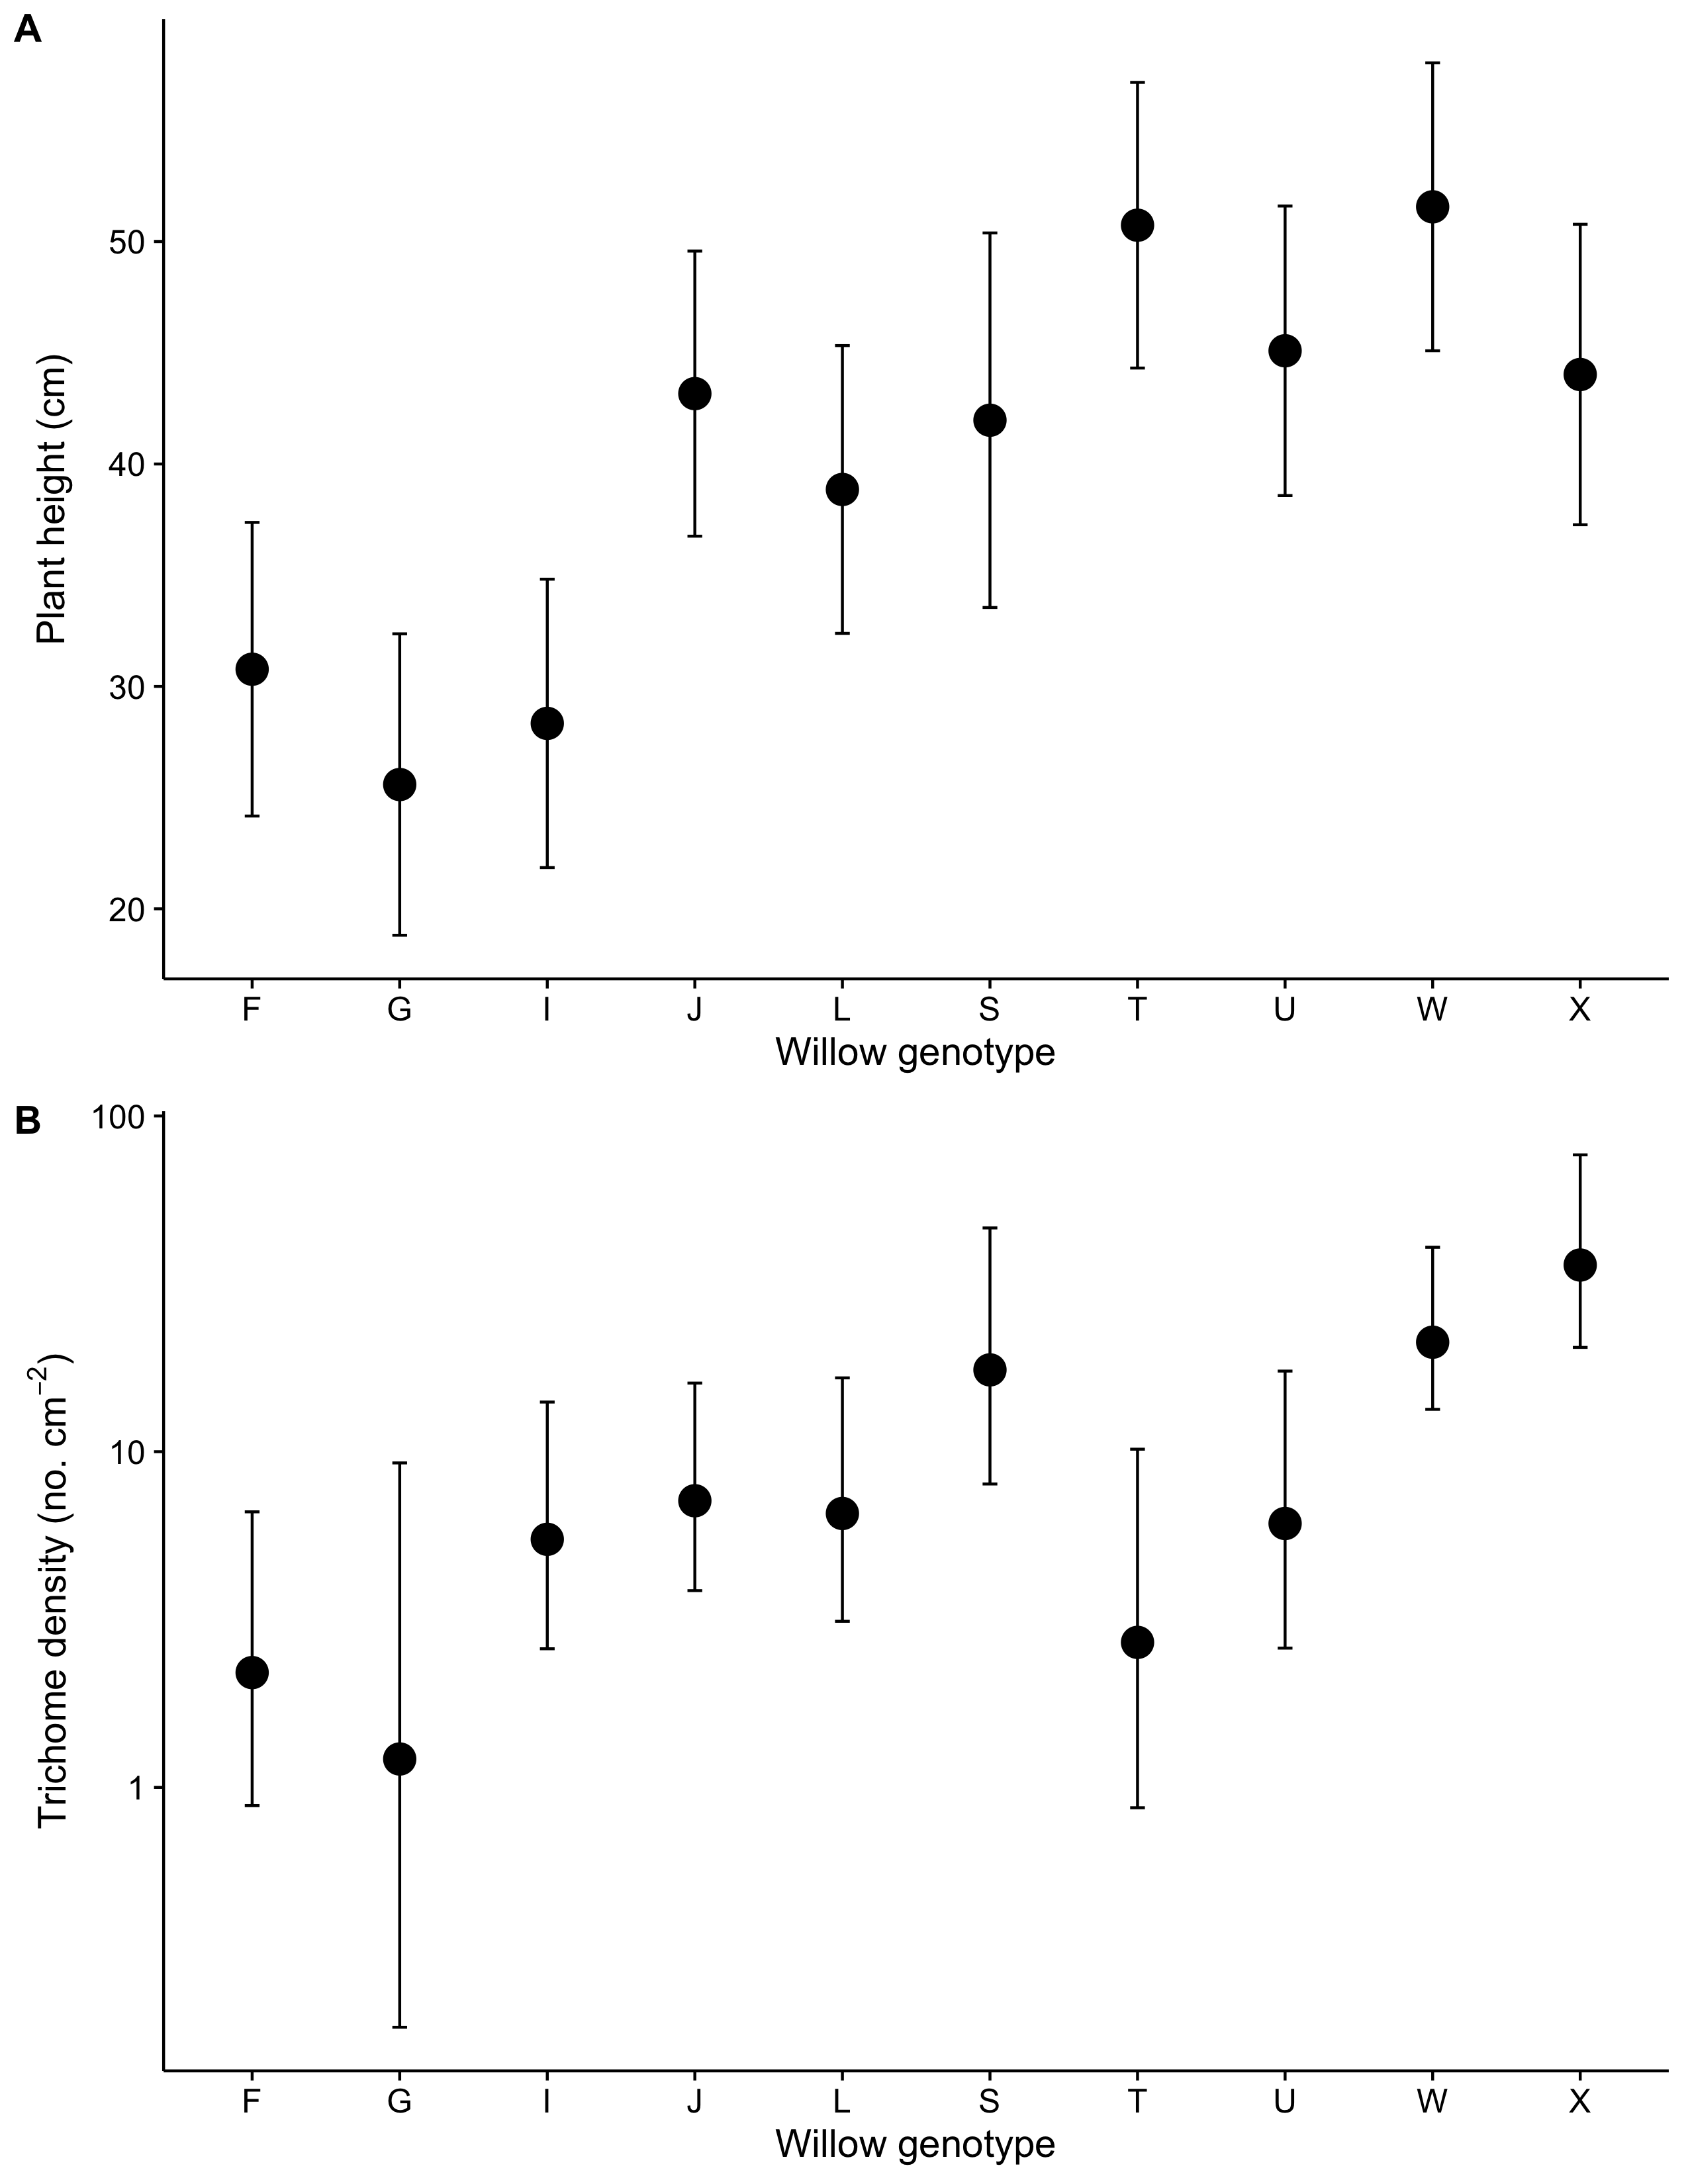 A
Plant height (cm)
50
40
30
20
F G I J L S T U W X
Willow genotype
B
Trichome density (no. cm⁻²)
100
10
1
F G I J L S T U W X
Willow genotype